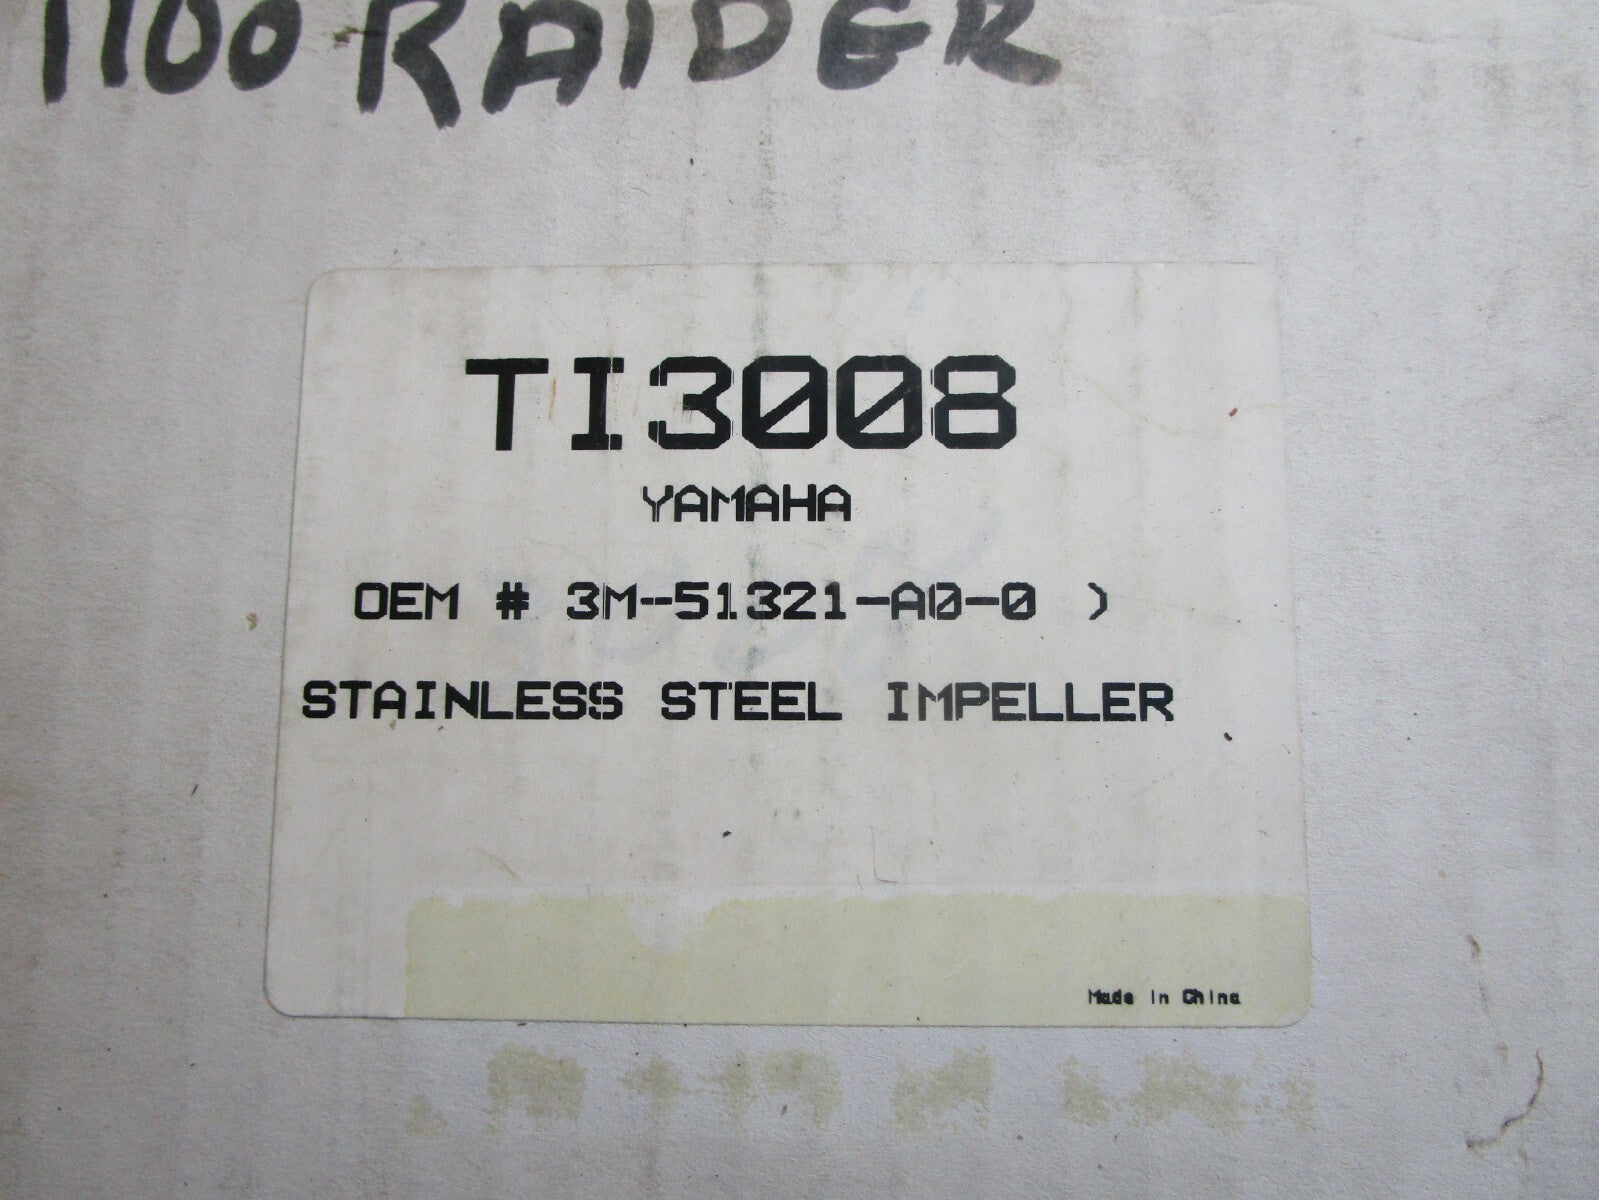 1100 RAIDER
TI3008
YAMAHA
OEM # 3M-51321-A0-0 )
STAINLESS STEEL IMPELLER
Made In China